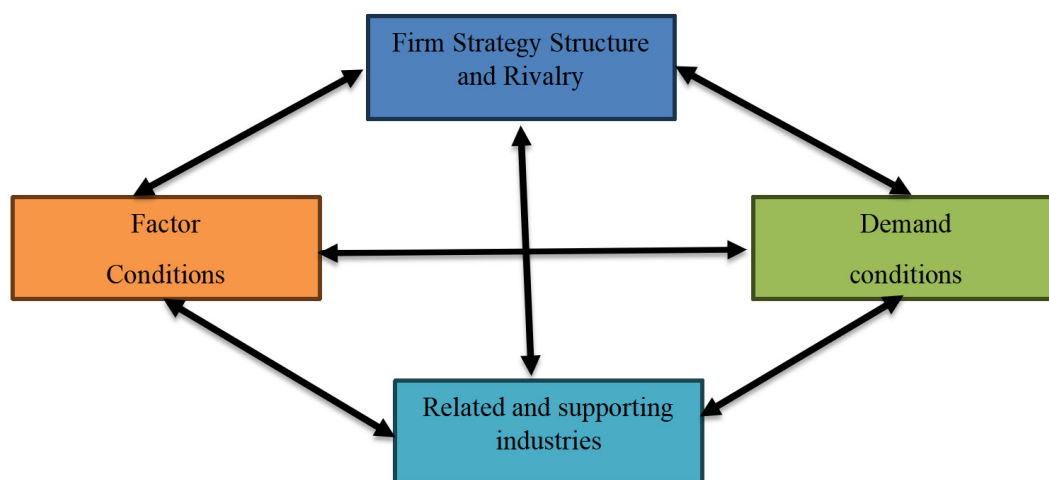 Firm Strategy Structure
and Rivalry
Factor
Conditions
Demand
conditions
Related and supporting
industries